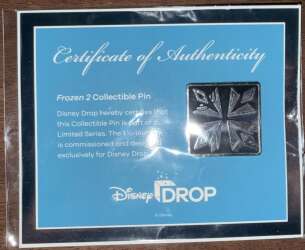 Certificate of Authenticity
Frozen 2 Collectible Pin
Disney Drop hereby certifies that
this Collectible Pin is part of a
Limited Series. The
is commissioned and
exclusively for Disney Drop.
Disney DROP
© Disney